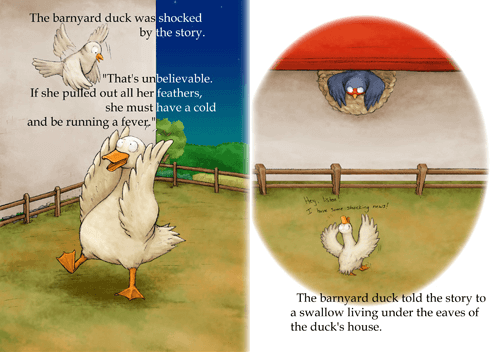 The barnyard duck was shocked
by the story.
"That's unbelievable.
If she pulled out all her feathers,
she must have a cold
and be running a fever."
Hey, listen
I have some shocking news!
The barnyard duck told the story to
a swallow living under the eaves of
the duck's house.